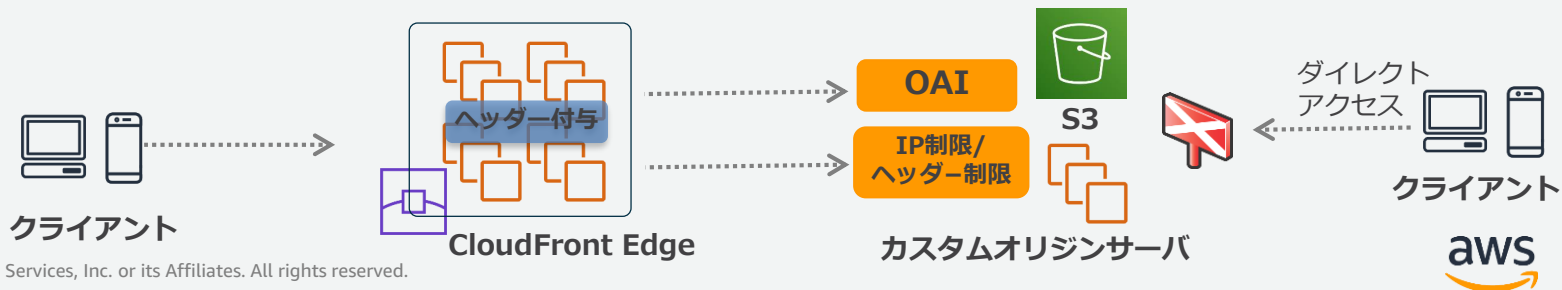 クライアント
ヘッダー付与
CloudFront Edge
OAI
IP制限/
ヘッダー制限
S3
カスタムオリジンサーバ
ダイレクト
アクセス
クライアント
Services, Inc. or its Affiliates. All rights reserved.
aws